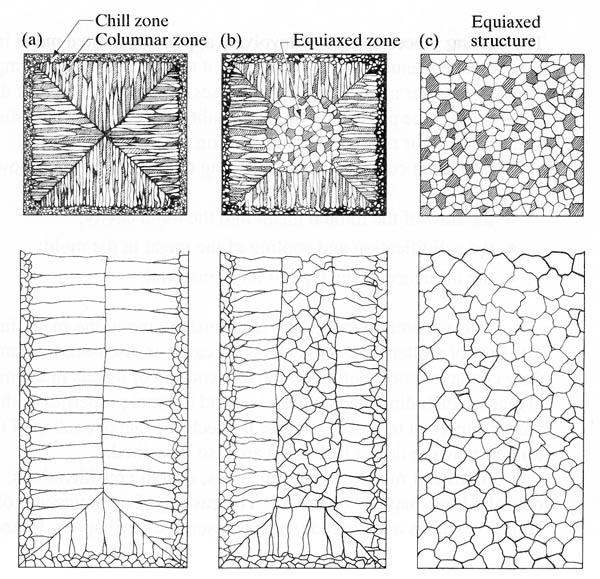 Chill zone
(a) Columnar zone
(b) Equiaxed zone
(c) Equiaxed
structure